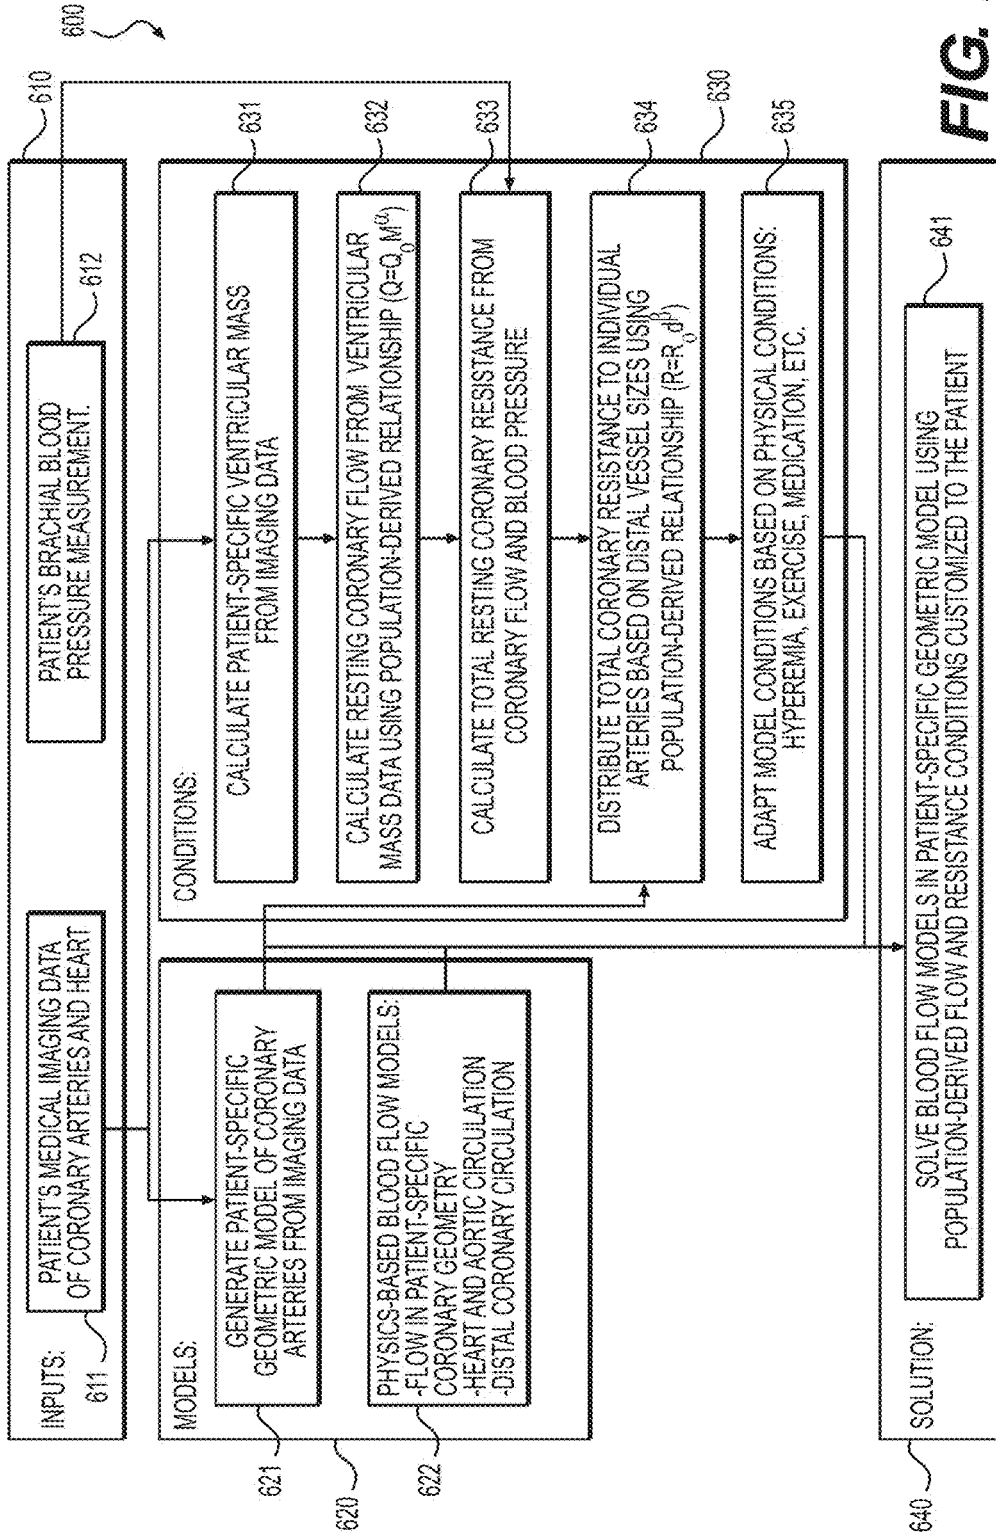 600
610
INPUTS:
PATIENT'S MEDICAL IMAGING DATA
OF CORONARY ARTERIES AND HEART
611
PATIENT'S BRACHIAL BLOOD
PRESSURE MEASUREMENT.
612
MODELS:
GENERATE PATIENT-SPECIFIC
GEOMETRIC MODEL OF CORONARY
ARTERIES FROM IMAGING DATA
621
620
PHYSICS-BASED BLOOD FLOW MODELS:
-FLOW IN PATIENT-SPECIFIC
CORONARY GEOMETRY
-HEART AND AORTIC CIRCULATION
-DISTAL CORONARY CIRCULATION
622
CONDITIONS:
CALCULATE PATIENT-SPECIFIC VENTRICULAR MASS
FROM IMAGING DATA
631
CALCULATE RESTING CORONARY FLOW FROM VENTRICULAR
MASS DATA USING POPULATION-DERIVED RELATIONSHIP (Q=Q₀ M^α)
632
CALCULATE TOTAL RESTING CORONARY RESISTANCE FROM
CORONARY FLOW AND BLOOD PRESSURE
633
DISTRIBUTE TOTAL CORONARY RESISTANCE TO INDIVIDUAL
ARTERIES BASED ON DISTAL VESSEL SIZES USING
POPULATION-DERIVED RELATIONSHIP (R=R₀ d^β)
634
630
ADAPT MODEL CONDITIONS BASED ON PHYSICAL CONDITIONS:
HYPEREMIA, EXERCISE, MEDICATION, ETC.
635
SOLUTION:
640
SOLVE BLOOD FLOW MODELS IN PATIENT-SPECIFIC GEOMETRIC MODEL USING
POPULATION-DERIVED FLOW AND RESISTANCE CONDITIONS CUSTOMIZED TO THE PATIENT
641
FIG.